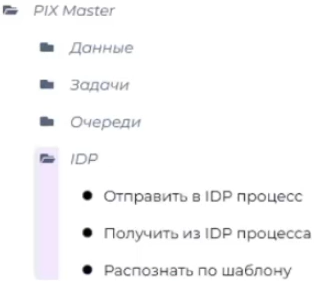 PIX Master
Данные
Задачи
Очереди
IDP
Отправить в IDP процесс
Получить из IDP процесса
Распознать по шаблону